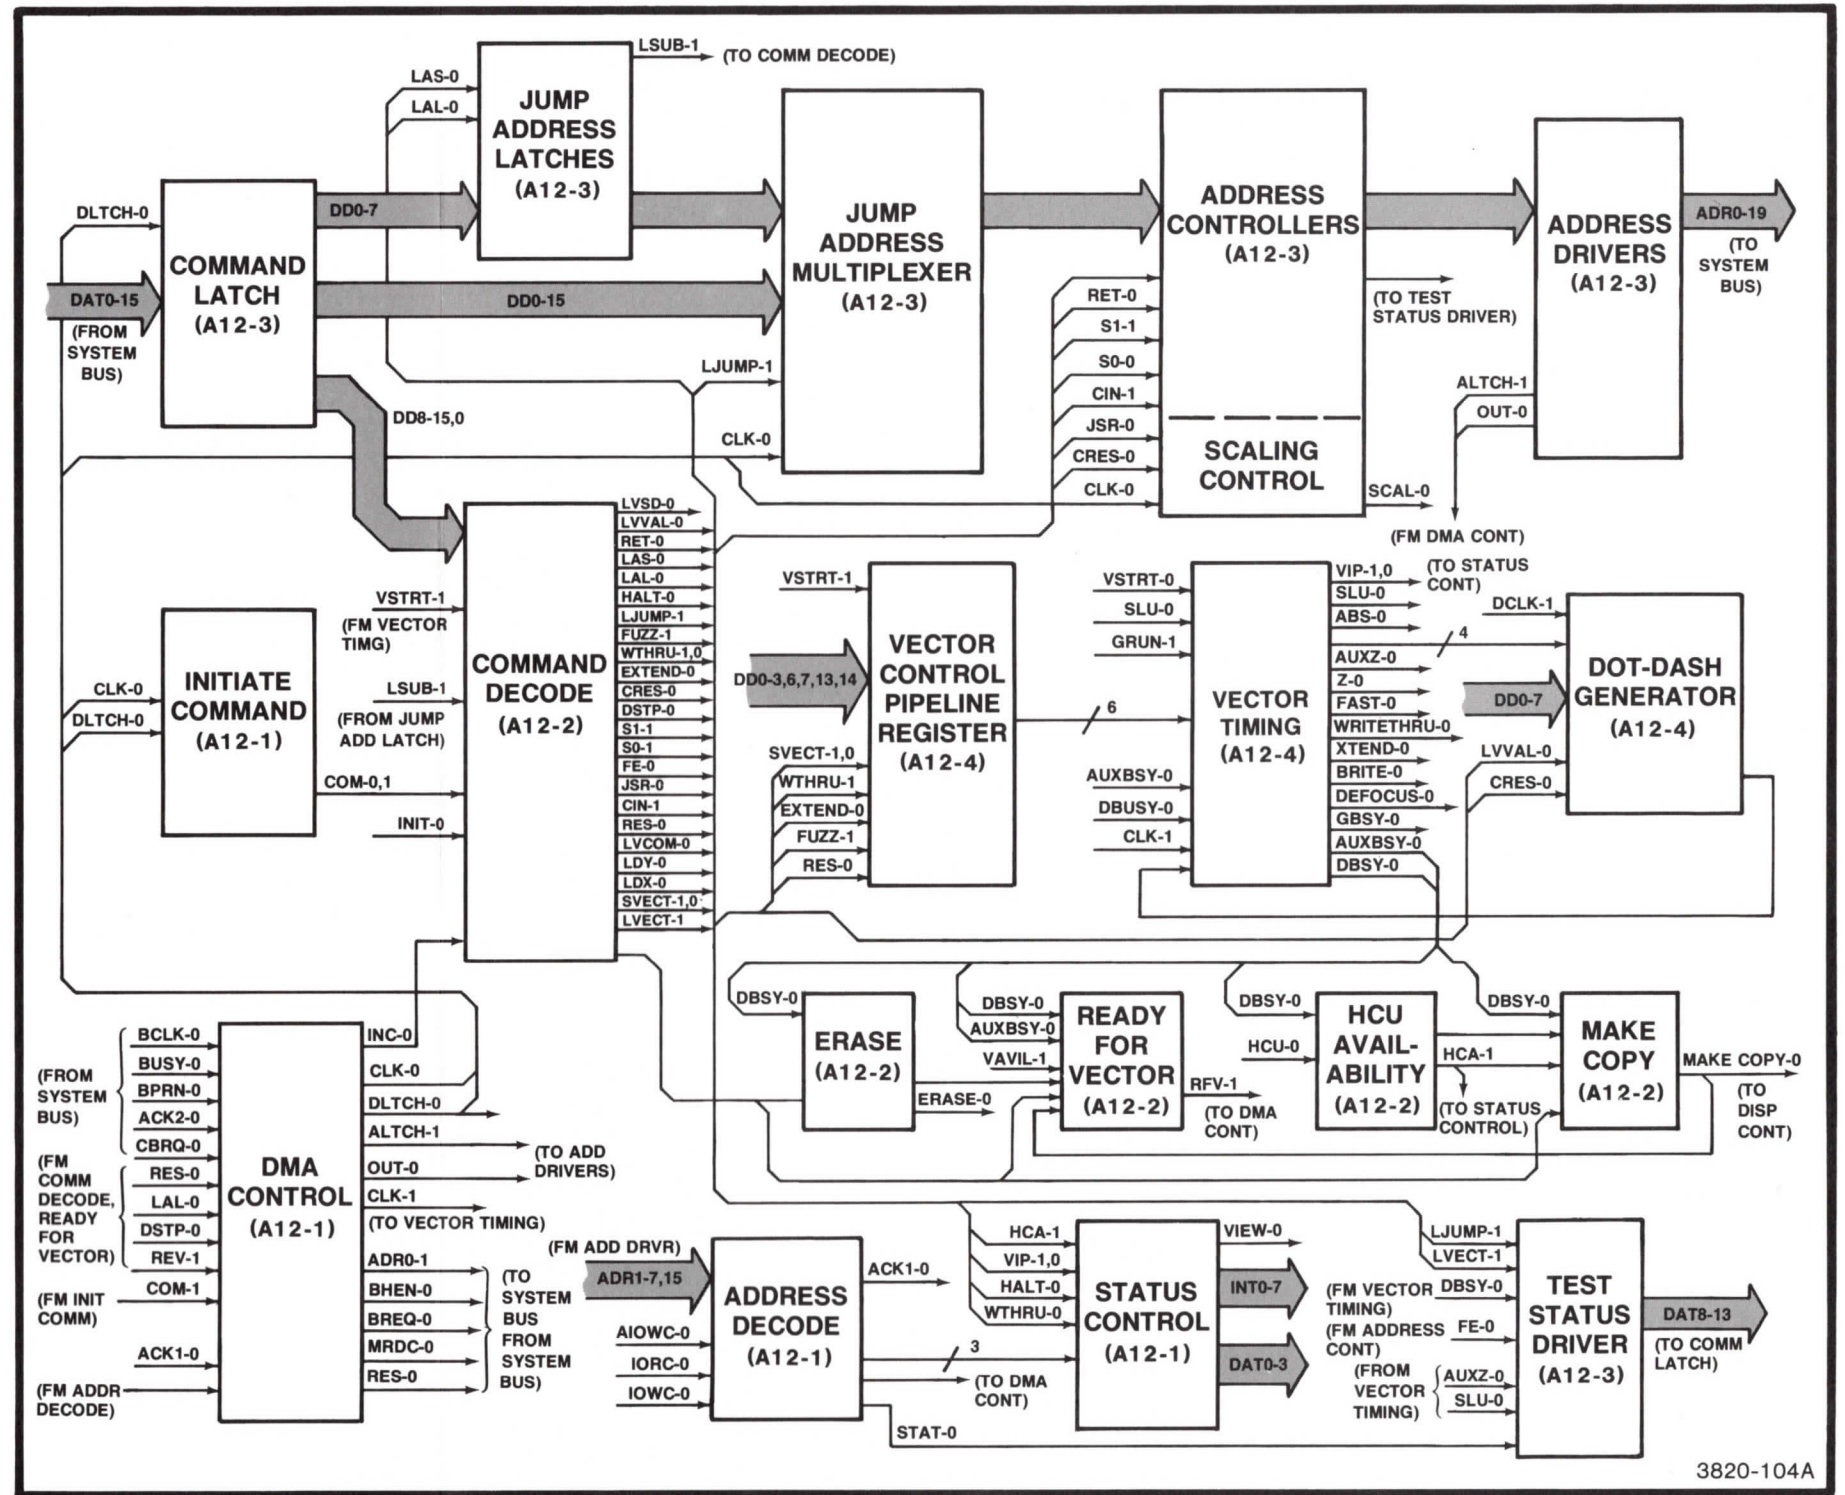 LSUB-1
(TO COMM DECODE)
LAS-0
LAL-0
JUMP
ADDRESS
LATCHES
(A12-3)
DLTCH-0
DAT0-15
(FROM
SYSTEM
BUS)
COMMAND
LATCH
(A12-3)
DD0-7
DD0-15
DD8-15,0
JUMP
ADDRESS
MULTIPLEXER
(A12-3)
LJUMP-1
CLK-0
ADDRESS
CONTROLLERS
(A12-3)
RET-0
S1-1
S0-0
CIN-1
JSR-0
CRES-0
CLK-0
SCALING
CONTROL
(TO TEST
STATUS DRIVER)
SCAL-0
ADDRESS
DRIVERS
(A12-3)
ADR0-19
(TO
SYSTEM
BUS)
ALTCH-1
OUT-0
(FM DMA CONT)
INITIATE
COMMAND
(A12-1)
CLK-0
DLTCH-0
COM-0,1
VSTRT-1
(FM VECTOR
TIMG)
LSUB-1
(FROM JUMP
ADD LATCH)
INIT-0
COMMAND
DECODE
(A12-2)
LVSD-0
LVVAL-0
RET-0
LAS-0
LAL-0
HALT-0
LJUMP-1
FUZZ-1
WTHRU-1,0
EXTEND-0
CRES-0
DSTP-0
S1-1
S0-1
FE-0
JSR-0
CIN-1
RES-0
LVCOM-0
LDY-0
LDX-0
SVECT-1,0
LVECT-1
VSTRT-1
DD0-3,6,7,13,14
SVECT-1,0
WTHRU-1
EXTEND-0
FUZZ-1
RES-0
VECTOR
CONTROL
PIPELINE
REGISTER
(A12-4)
6
VSTRT-0
SLU-0
GRUN-1
AUXBSY-0
DBUSY-0
CLK-1
VECTOR
TIMING
(A12-4)
VIP-1,0
(TO STATUS
CONT)
SLU-0
ABS-0
4
AUXZ-0
Z-0
FAST-0
WRITETHRU-0
XTEND-0
BRITE-0
DEFOCUS-0
GBSY-0
AUXBSY-0
DBSY-0
DCLK-1
DD0-7
LVVAL-0
CRES-0
DOT-DASH
GENERATOR
(A12-4)
DBSY-0
ERASE
(A12-2)
ERASE-0
DBSY-0
AUXBSY-0
VAVIL-1
READY
FOR
VECTOR
(A12-2)
RFV-1
(TO DMA
CONT)
DBSY-0
HCU-0
HCU
AVAIL-
ABILITY
(A12-2)
HCA-1
(TO STATUS
CONTROL)
DBSY-0
MAKE
COPY
(A12-2)
MAKE COPY-0
(TO
DISP
CONT)
(FROM
SYSTEM
BUS)
BCLK-0
BUSY-0
BPRN-0
ACK2-0
CBRQ-0
(FM
COMM
DECODE,
READY
FOR
VECTOR)
RES-0
LAL-0
DSTP-0
REV-1
COM-1
(FM INIT
COMM)
ACK1-0
(FM ADDR
DECODE)
DMA
CONTROL
(A12-1)
INC-0
CLK-0
DLTCH-0
ALTCH-1
(TO ADD
DRIVERS)
OUT-0
CLK-1
(TO VECTOR TIMING)
ADR0-1
BHEN-0
BREQ-0
MRDC-0
RES-0
(TO
SYSTEM
BUS
FROM
SYSTEM
BUS)
(FM ADD DRVR)
ADR1-7,15
AIOWC-0
IORC-0
IOWC-0
ADDRESS
DECODE
(A12-1)
ACK1-0
3
(TO DMA
CONT)
STAT-0
HCA-1
VIP-1,0
HALT-0
WTHRU-0
STATUS
CONTROL
(A12-1)
VIEW-0
INT0-7
DAT0-3
LJUMP-1
LVECT-1
(FM VECTOR
TIMING)
DBSY-0
(FM ADDRESS
CONT)
FE-0
(FROM
VECTOR
TIMING)
AUXZ-0
SLU-0
TEST
STATUS
DRIVER
(A12-3)
DAT8-13
(TO COMM
LATCH)
3820-104A